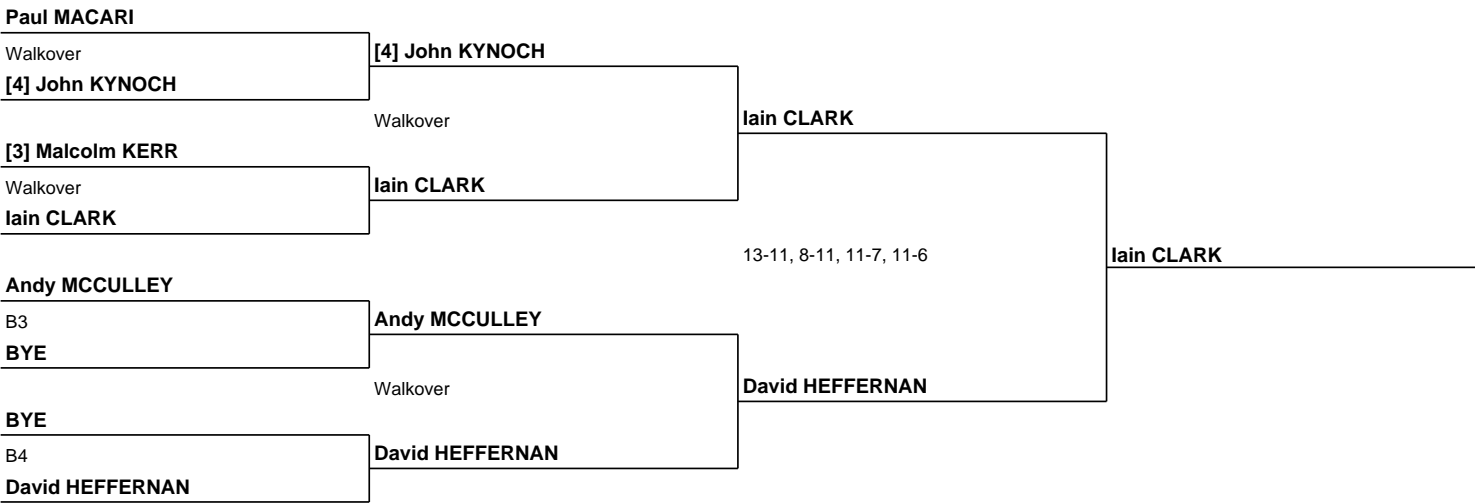 Paul MACARI
Walkover
[4] John KYNOCH
[4] John KYNOCH
Walkover
Iain CLARK
[3] Malcolm KERR
Walkover
Iain CLARK
Iain CLARK
13-11, 8-11, 11-7, 11-6
Iain CLARK
Andy MCCULLEY
B3
Andy MCCULLEY
BYE
Walkover
David HEFFERNAN
BYE
B4
David HEFFERNAN
David HEFFERNAN